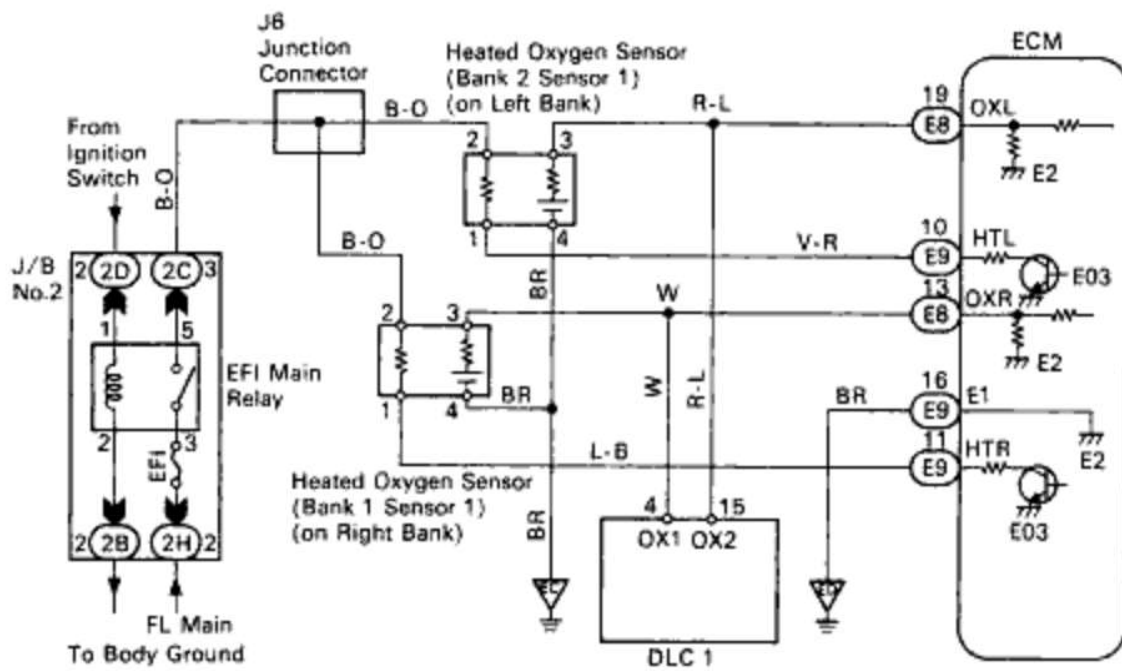 J6
Junction
Connector
Heated Oxygen Sensor
(Bank 2 Sensor 1)
(on Left Bank)
ECM
From
Ignition
Switch
B-O
B-O
R-L
19
E8
OXL
E2
2
3
1
4
B-O
BR
V-R
10
E9
HTL
E03
J/B
No.2
2
2D
2C
3
1
5
EFI Main
Relay
2
3
EFI
2
2B
2H
2
FL Main
To Body Ground
2
3
1
4
BR
W
13
E8
OXR
E2
W
R-L
BR
16
E9
E1
E2
L-B
11
E9
HTR
E03
Heated Oxygen Sensor
(Bank 1 Sensor 1)
(on Right Bank)
BR
EC
4
15
OX1
OX2
DLC 1
ED